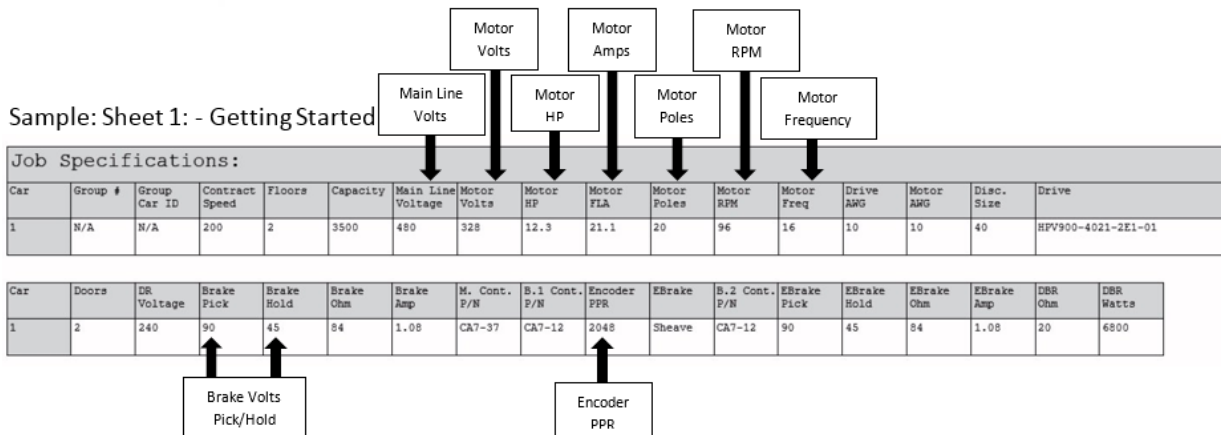 Motor Volts
Motor Amps
Motor RPM
Main Line Volts
Motor HP
Motor Poles
Motor Frequency
Sample: Sheet 1: - Getting Started
Job Specifications:
Car Group # Group Car ID Contract Speed Floors Capacity Main Line Voltage Motor Volts Motor HP Motor FLA Motor Poles Motor RPM Motor Freq Drive AWG Motor AWG Disc. Size Drive
1 N/A N/A 200 2 3500 480 328 12.3 21.1 20 96 16 10 10 40 HPV900-4021-2E1-01
Car Doors DR Voltage Brake Pick Brake Hold Brake Ohm Brake Amp M. Cont. P/N B.1 Cont. P/N Encoder PPR EBrake B.2 Cont. P/N EBrake Pick EBrake Hold EBrake Ohm EBrake Amp DBR Ohm DBR Watts
1 2 240 90 45 84 1.08 CA7-37 CA7-12 2048 Sheave CA7-12 90 45 84 1.08 20 6800
Brake Volts Pick/Hold
Encoder PPR